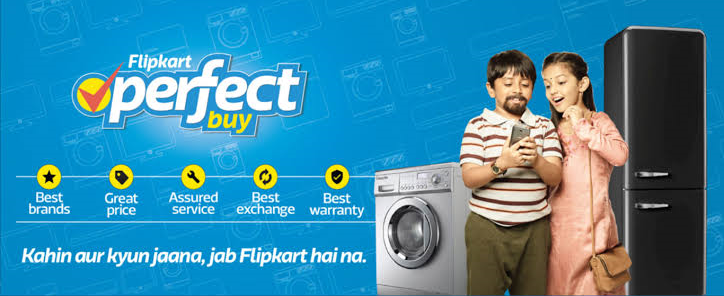 Flipkart
perfect
buy
Best
brands
Great
price
Assured
service
Best
exchange
Best
warranty
Kahin aur kyun jaana, jab Flipkart hai na.